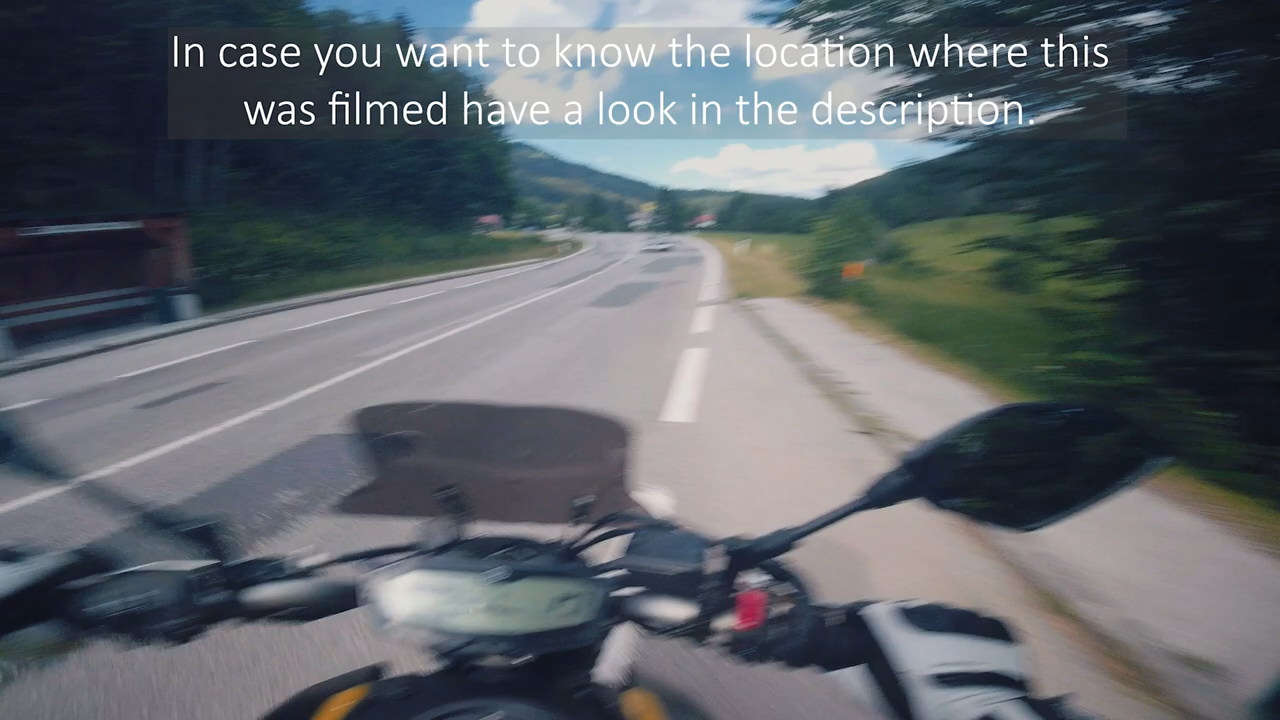 In case you want to know the location where this
was filmed have a look in the description.